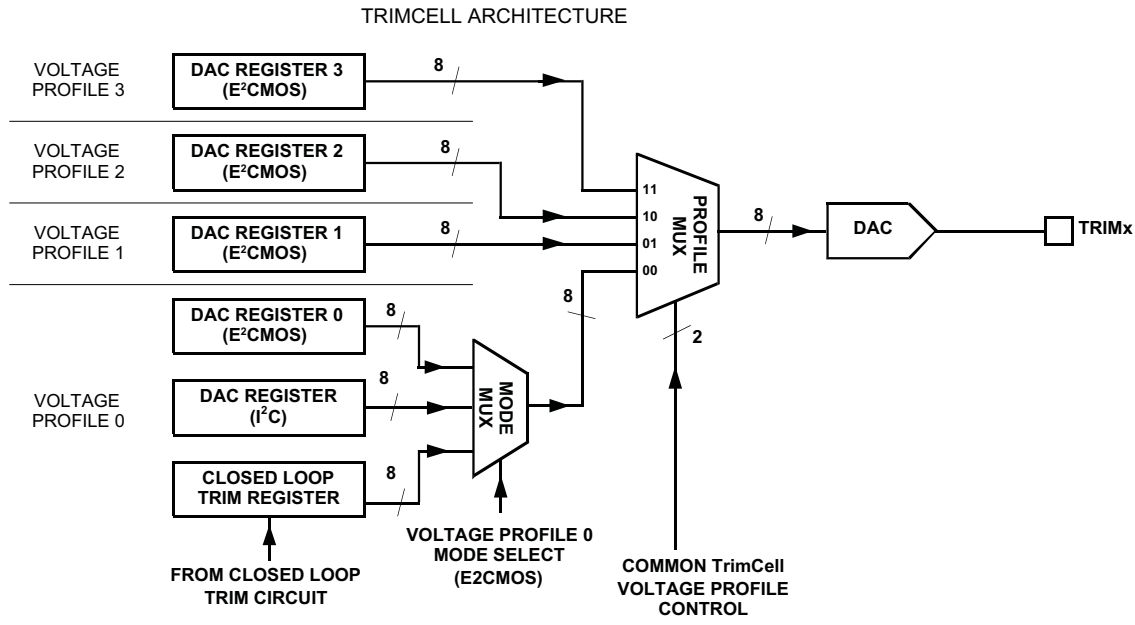 TRIMCELL ARCHITECTURE
VOLTAGE
PROFILE 3
DAC REGISTER 3
(E²CMOS)
8
VOLTAGE
PROFILE 2
DAC REGISTER 2
(E²CMOS)
8
VOLTAGE
PROFILE 1
DAC REGISTER 1
(E²CMOS)
8
11
10
01
00
PROFILE
MUX
8
DAC
TRIMx
VOLTAGE
PROFILE 0
DAC REGISTER 0
(E²CMOS)
8
DAC REGISTER
(I²C)
8
CLOSED LOOP
TRIM REGISTER
8
MODE
MUX
8
2
FROM CLOSED LOOP
TRIM CIRCUIT
VOLTAGE PROFILE 0
MODE SELECT
(E2CMOS)
COMMON TrimCell
VOLTAGE PROFILE
CONTROL